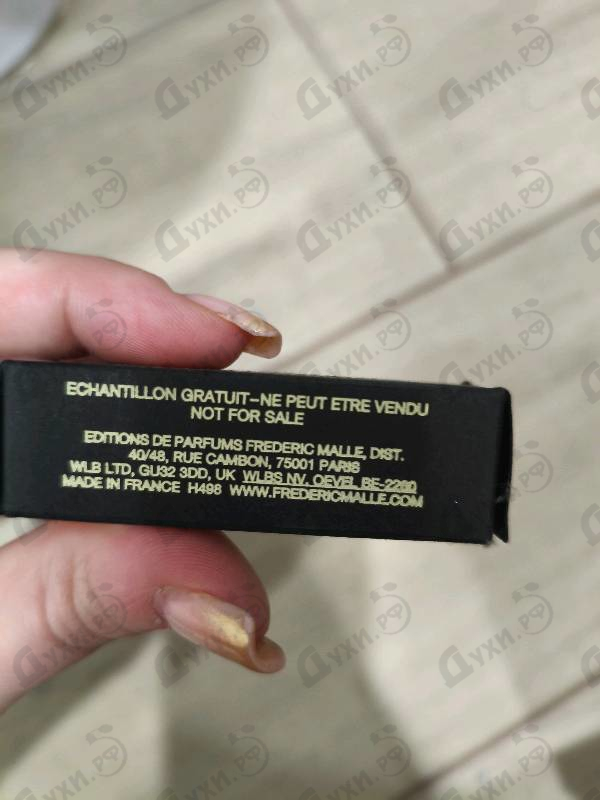 ECHANTILLON GRATUIT–NE PEUT ETRE VENDU
NOT FOR SALE
EDITIONS DE PARFUMS FREDERIC MALLE, DIST.
40/48, RUE CAMBON, 75001 PARIS
WLB LTD, GU32 3DD, UK WLBS NV, OEVEL BE-2260
MADE IN FRANCE H498 WWW.FREDERICMALLE.COM
Духи.рф